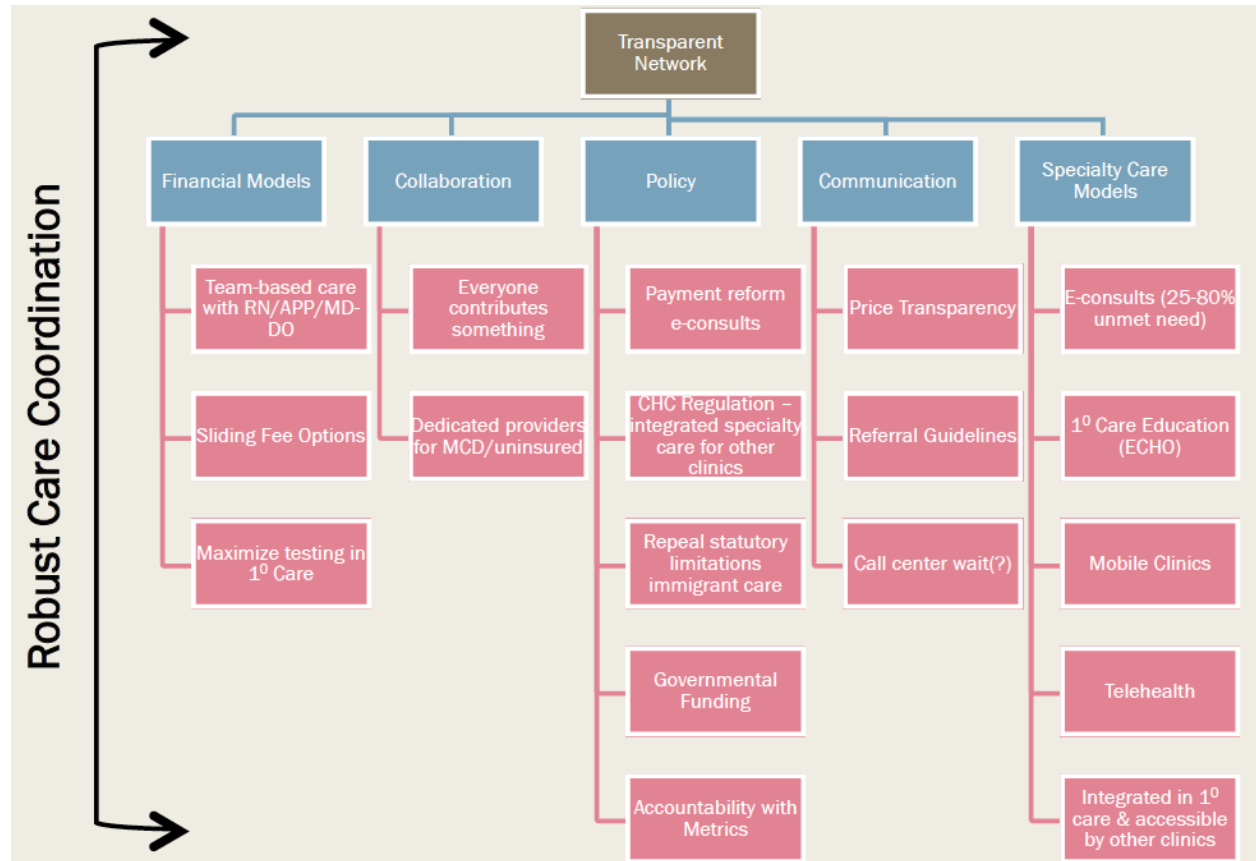 Robust Care Coordination
Transparent
Network
Financial Models
Collaboration
Policy
Communication
Specialty Care
Models
Team-based care
with RN/APP/MD-
DO
Sliding Fee Options
Maximize testing in
1⁰ Care
Everyone
contributes
something
Dedicated providers
for MCD/uninsured
Payment reform
e-consults
CHC Regulation –
integrated specialty
care for other
clinics
Repeal statutory
limitations
immigrant care
Governmental
Funding
Accountability with
Metrics
Price Transparency
Referral Guidelines
Call center wait(?)
E-consults (25-80%
unmet need)
1⁰ Care Education
(ECHO)
Mobile Clinics
Telehealth
Integrated in 1⁰
care & accessible
by other clinics